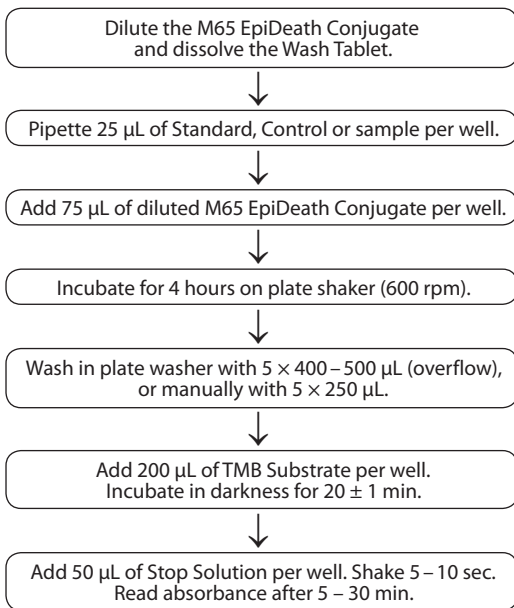 Dilute the M65 EpiDeath Conjugate
and dissolve the Wash Tablet.
Pipette 25 µL of Standard, Control or sample per well.
Add 75 µL of diluted M65 EpiDeath Conjugate per well.
Incubate for 4 hours on plate shaker (600 rpm).
Wash in plate washer with 5 × 400 – 500 µL (overflow),
or manually with 5 × 250 µL.
Add 200 µL of TMB Substrate per well.
Incubate in darkness for 20 ± 1 min.
Add 50 µL of Stop Solution per well. Shake 5 – 10 sec.
Read absorbance after 5 – 30 min.